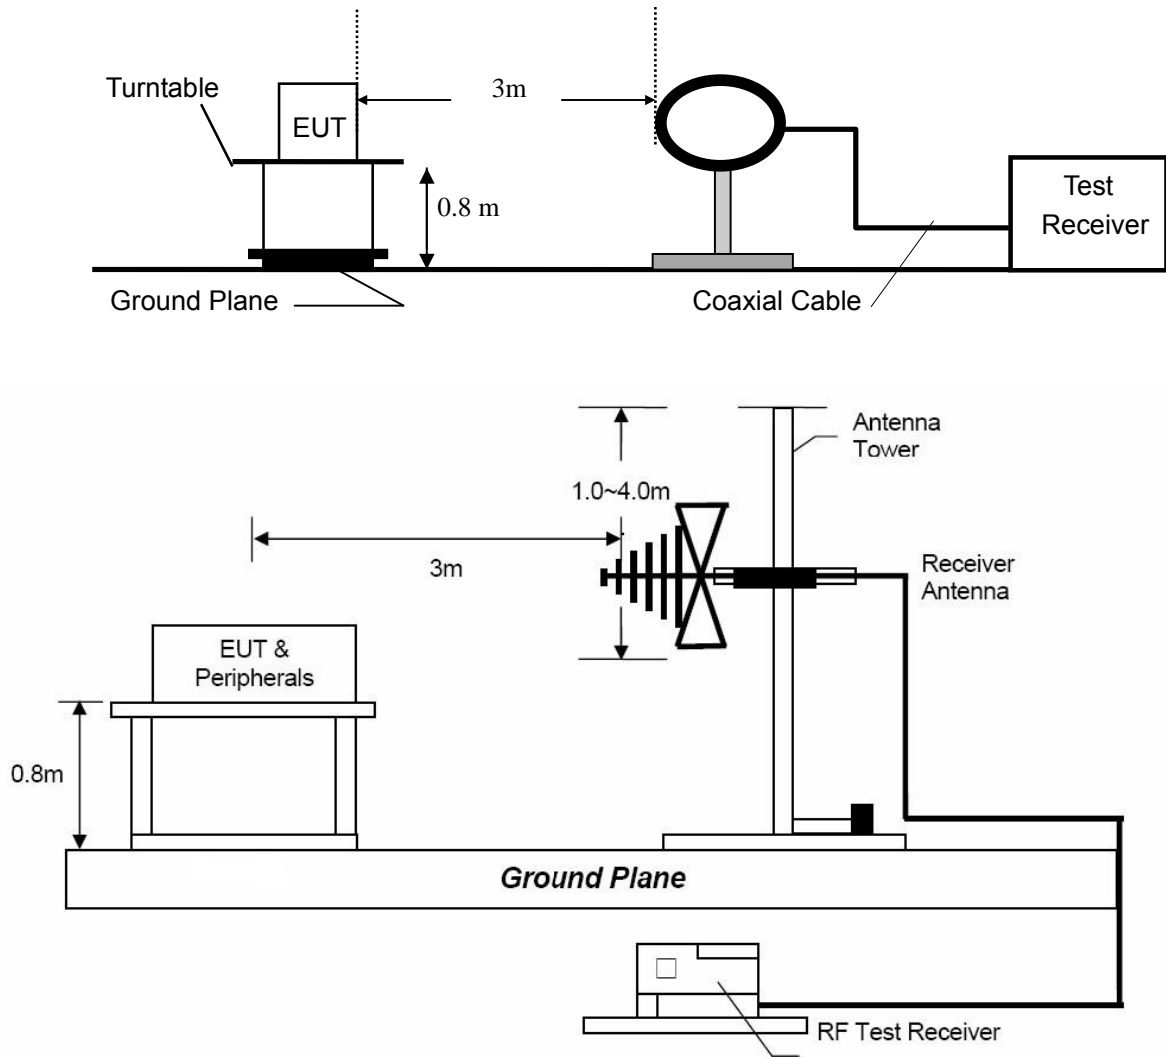 Turntable
3m
EUT
0.8 m
Test
Receiver
Ground Plane
Coaxial Cable
Antenna
Tower
1.0~4.0m
3m
Receiver
Antenna
EUT &
Peripherals
0.8m
Ground Plane
RF Test Receiver